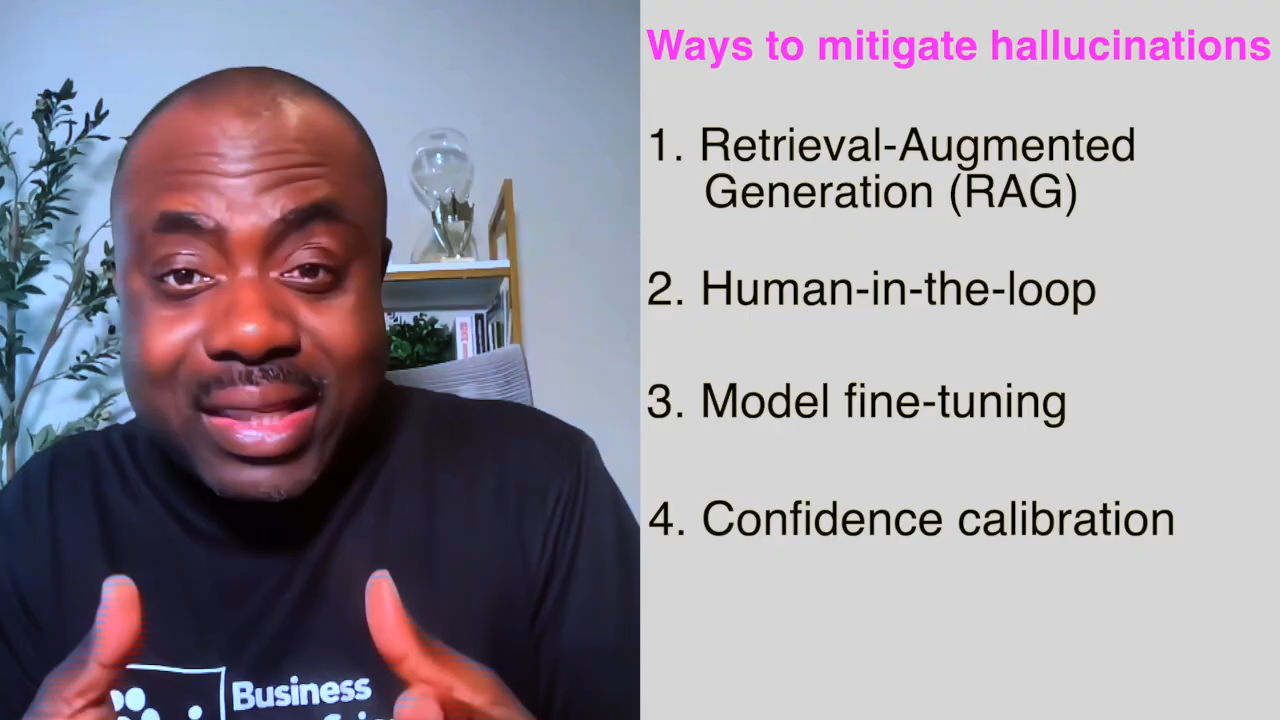 Ways to mitigate hallucinations
1. Retrieval-Augmented
Generation (RAG)
2. Human-in-the-loop
3. Model fine-tuning
4. Confidence calibration
Business